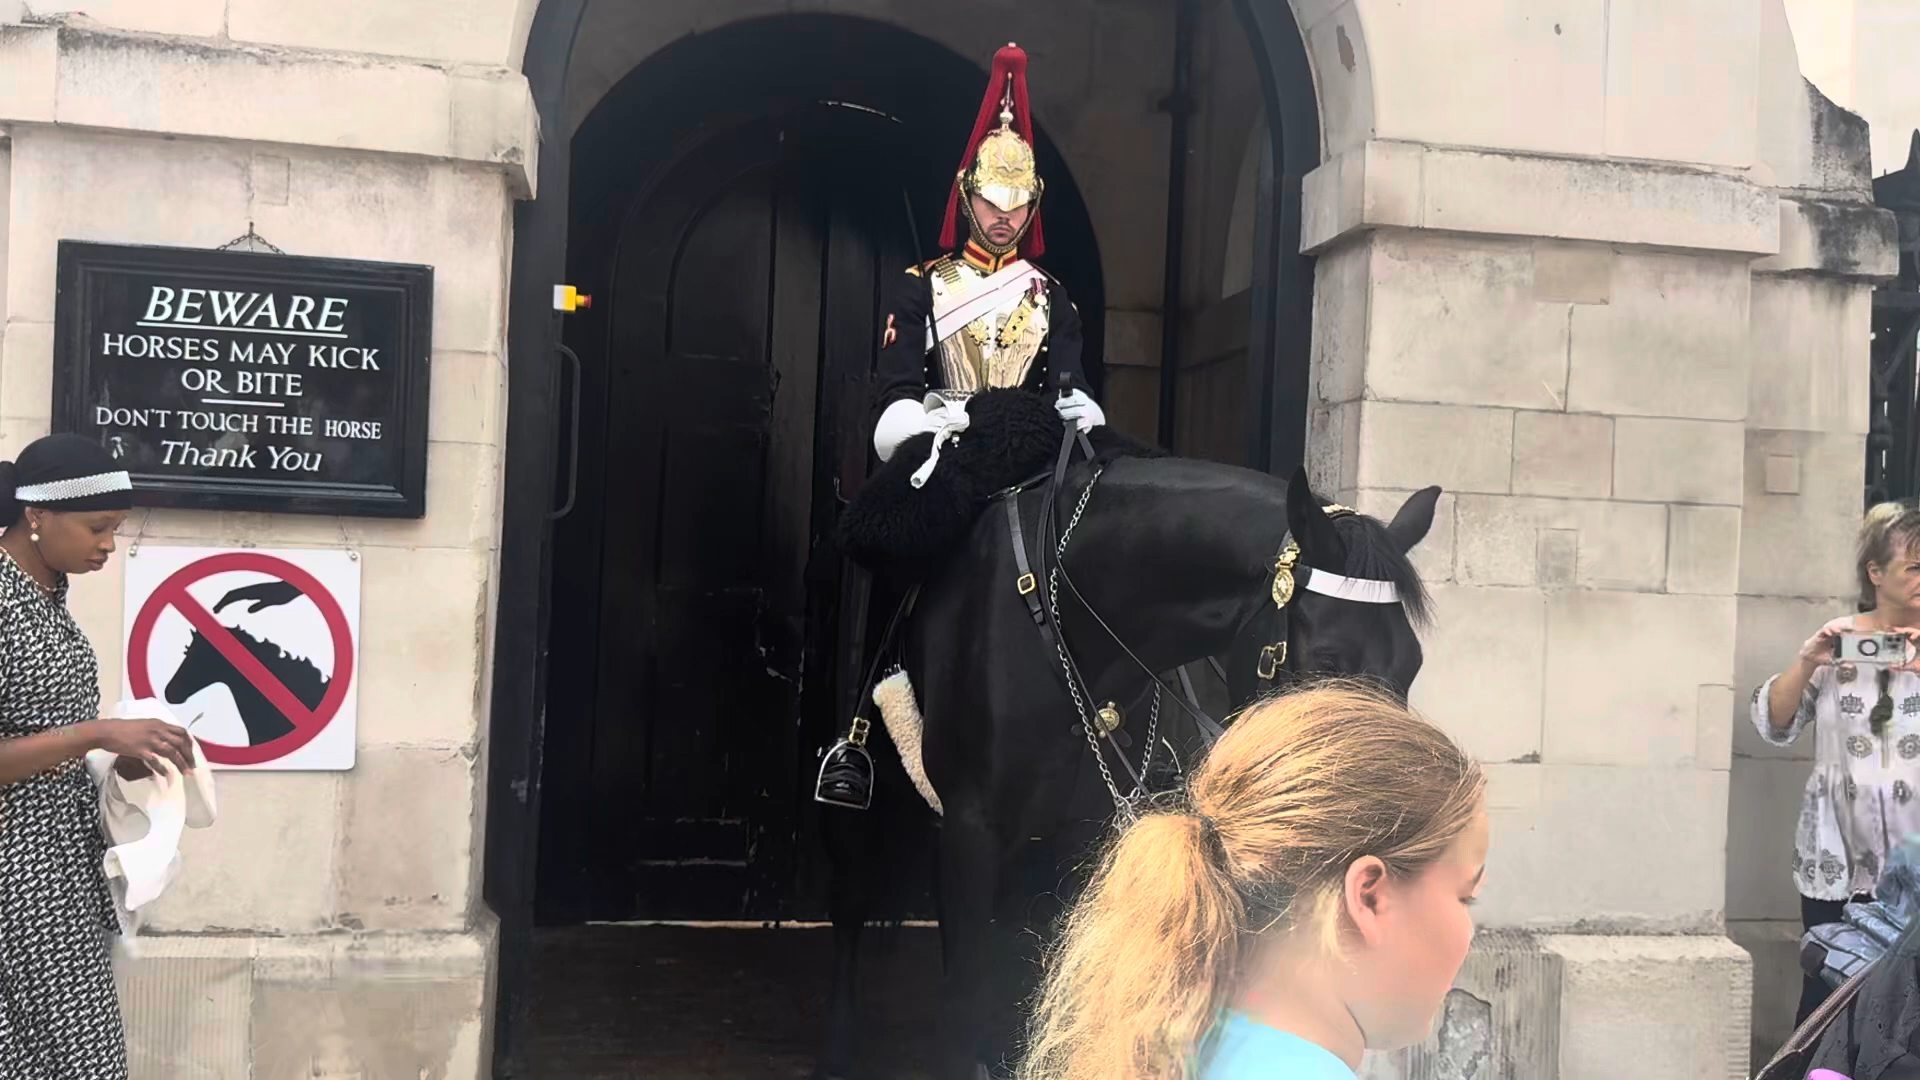 BEWARE
HORSES MAY KICK
OR BITE
DON'T TOUCH THE HORSE
Thank You